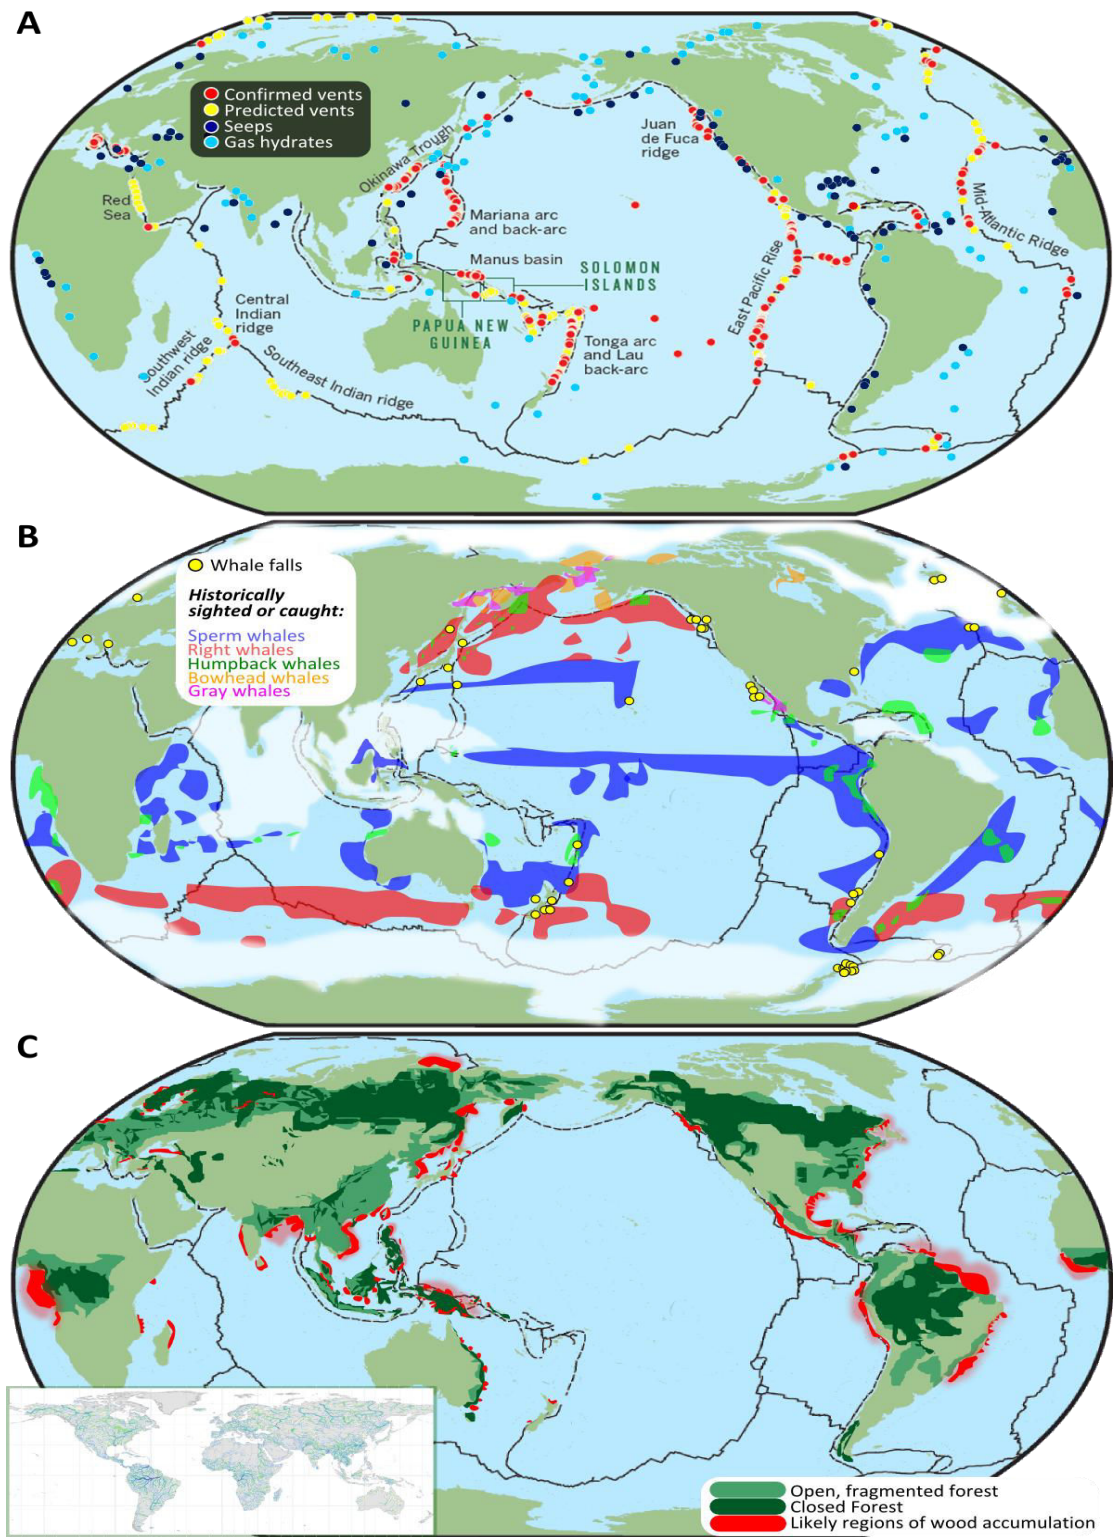 A
Confirmed vents
Predicted vents
Seeps
Gas hydrates
Juan
de Fuca
ridge
Okinawa Trough
Red
Sea
Mariana arc
and back-arc
Mid-Atlantic Ridge
Manus basin
SOLOMON
ISLANDS
East Pacific Rise
Central
Indian
ridge
PAPUA NEW
GUINEA
Southwest
Indian ridge
Southeast Indian ridge
Tonga arc
and Lau
back-arc
B
Whale falls
Historically
sighted or caught:
Sperm whales
Right whales
Humpback whales
Bowhead whales
Gray whales
C
Open, fragmented forest
Closed Forest
Likely regions of wood accumulation